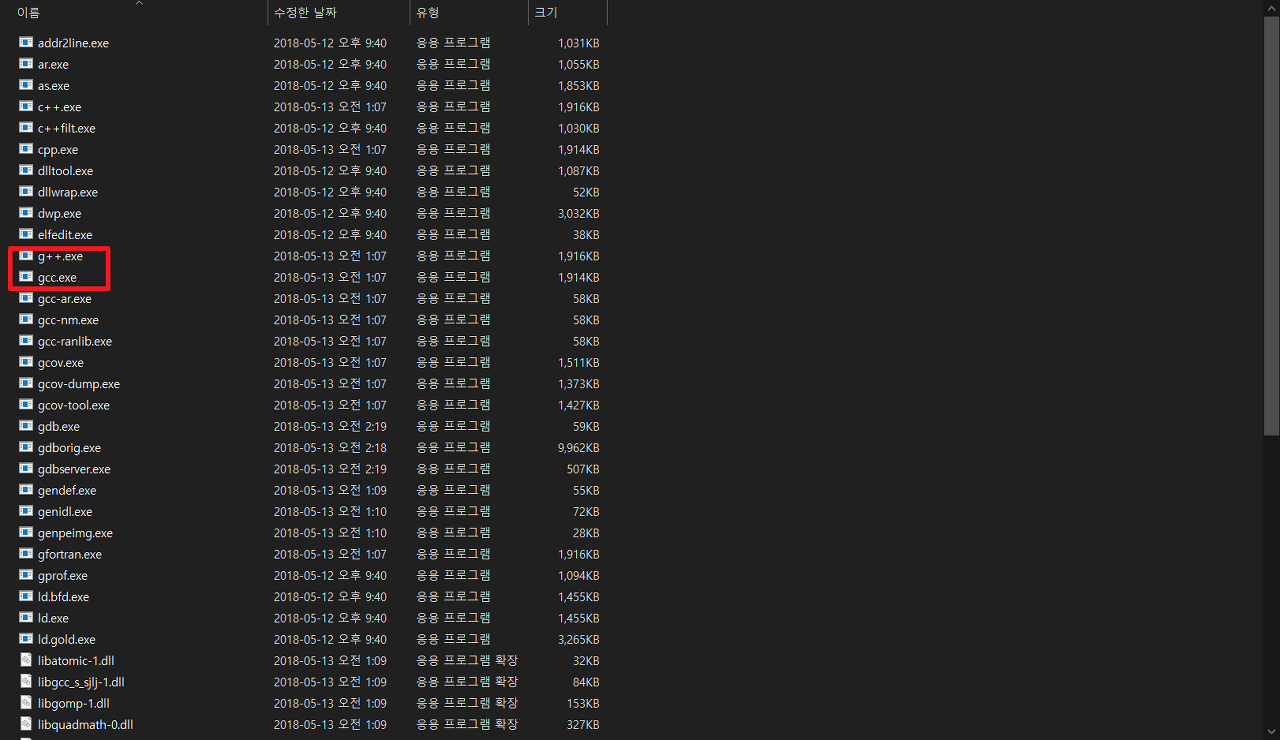 이름 수정한 날짜 유형 크기
addr2line.exe 2018-05-12 오후 9:40 응용 프로그램 1,031KB
ar.exe 2018-05-12 오후 9:40 응용 프로그램 1,055KB
as.exe 2018-05-12 오후 9:40 응용 프로그램 1,853KB
c++.exe 2018-05-13 오전 1:07 응용 프로그램 1,916KB
c++filt.exe 2018-05-12 오후 9:40 응용 프로그램 1,030KB
cpp.exe 2018-05-13 오전 1:07 응용 프로그램 1,914KB
dlltool.exe 2018-05-12 오후 9:40 응용 프로그램 1,087KB
dllwrap.exe 2018-05-12 오후 9:40 응용 프로그램 52KB
dwp.exe 2018-05-12 오후 9:40 응용 프로그램 3,032KB
elfedit.exe 2018-05-12 오후 9:40 응용 프로그램 38KB
g++.exe 2018-05-13 오전 1:07 응용 프로그램 1,916KB
gcc.exe 2018-05-13 오전 1:07 응용 프로그램 1,914KB
gcc-ar.exe 2018-05-13 오전 1:07 응용 프로그램 58KB
gcc-nm.exe 2018-05-13 오전 1:07 응용 프로그램 58KB
gcc-ranlib.exe 2018-05-13 오전 1:07 응용 프로그램 58KB
gcov.exe 2018-05-13 오전 1:07 응용 프로그램 1,511KB
gcov-dump.exe 2018-05-13 오전 1:07 응용 프로그램 1,373KB
gcov-tool.exe 2018-05-13 오전 1:07 응용 프로그램 1,427KB
gdb.exe 2018-05-13 오전 2:19 응용 프로그램 59KB
gdborig.exe 2018-05-13 오전 2:18 응용 프로그램 9,962KB
gdbserver.exe 2018-05-13 오전 2:19 응용 프로그램 507KB
gendef.exe 2018-05-13 오전 1:09 응용 프로그램 55KB
genidl.exe 2018-05-13 오전 1:10 응용 프로그램 72KB
genpeimg.exe 2018-05-13 오전 1:10 응용 프로그램 28KB
gfortran.exe 2018-05-13 오전 1:07 응용 프로그램 1,916KB
gprof.exe 2018-05-12 오후 9:40 응용 프로그램 1,094KB
ld.bfd.exe 2018-05-12 오후 9:40 응용 프로그램 1,455KB
ld.exe 2018-05-12 오후 9:40 응용 프로그램 1,455KB
ld.gold.exe 2018-05-12 오후 9:40 응용 프로그램 3,265KB
libatomic-1.dll 2018-05-13 오전 1:09 응용 프로그램 확장 32KB
libgcc_s_sjlj-1.dll 2018-05-13 오전 1:09 응용 프로그램 확장 84KB
libgomp-1.dll 2018-05-13 오전 1:09 응용 프로그램 확장 153KB
libquadmath-0.dll 2018-05-13 오전 1:09 응용 프로그램 확장 327KB